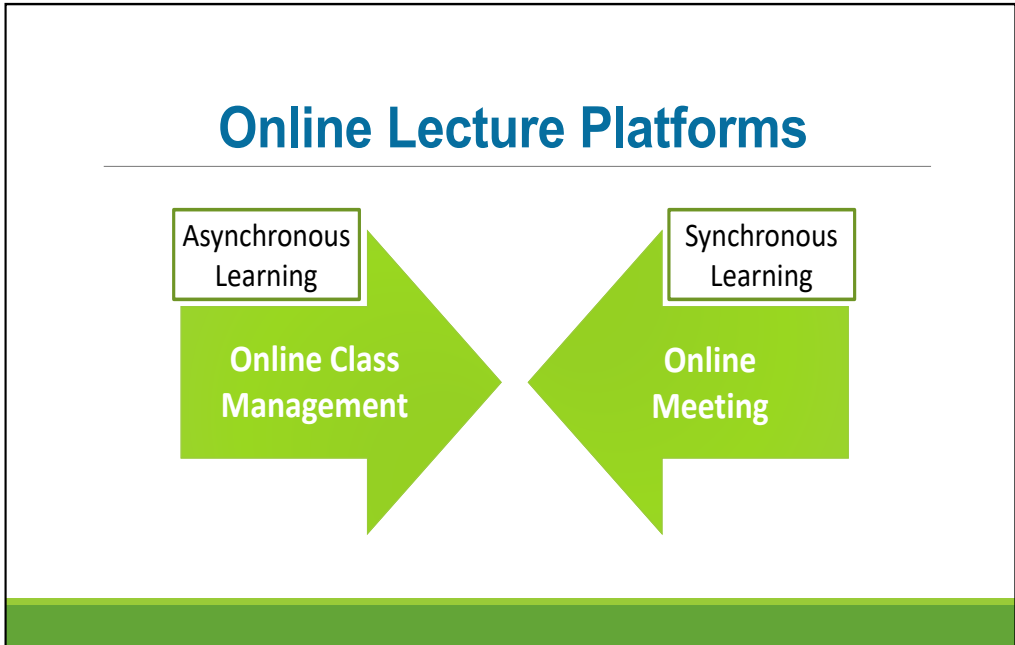 Online Lecture Platforms
Asynchronous
Learning
Online Class
Management
Synchronous
Learning
Online
Meeting